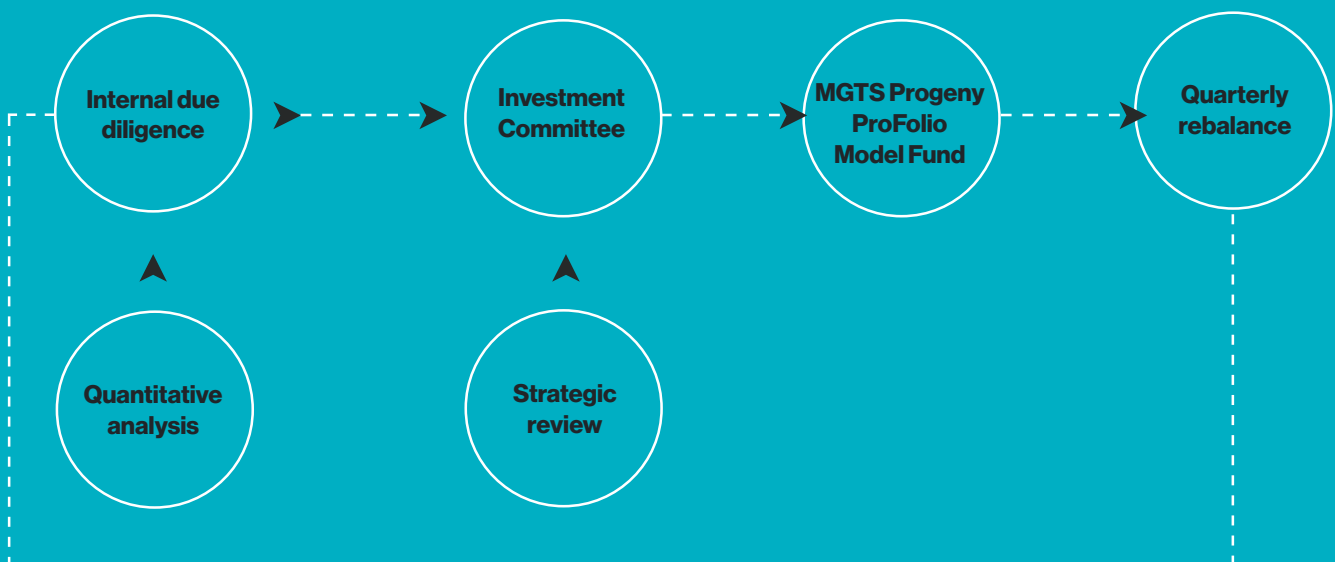 Internal due
diligence
Investment
Committee
MGTS Progeny
ProFolio
Model Fund
Quarterly
rebalance
Quantitative
analysis
Strategic
review